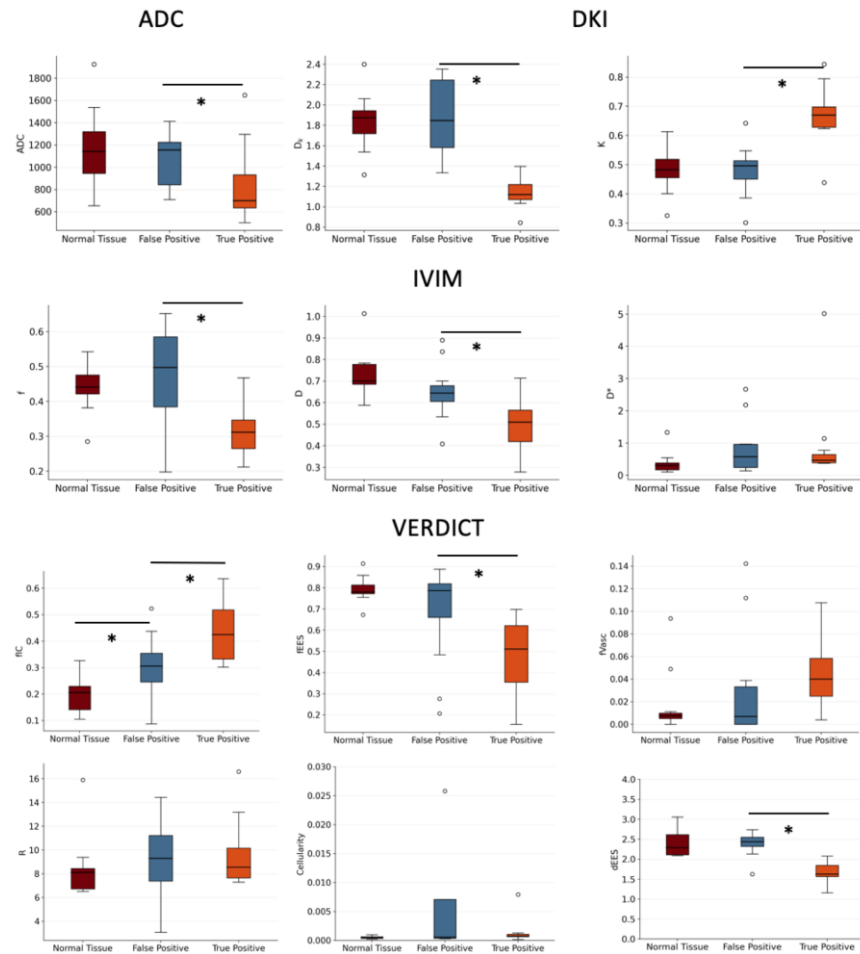 ADC
DKI
1800
1600
1400
1200
1000
800
600
ADC
*
Normal Tissue
False Positive
True Positive
2.4
2.2
2.0
1.8
1.6
1.4
1.2
1.0
0.8
*
Normal Tissue
False Positive
True Positive
0.8
0.7
0.6
0.5
0.4
0.3
K
*
Normal Tissue
False Positive
True Positive
IVIM
0.6
0.5
0.4
0.3
0.2
f
*
Normal Tissue
False Positive
True Positive
1.0
0.9
0.8
0.7
0.6
0.5
0.4
0.3
D
*
Normal Tissue
False Positive
True Positive
5
4
3
2
1
0
D*
Normal Tissue
False Positive
True Positive
VERDICT
0.6
0.5
0.4
0.3
0.2
0.1
fIC
*
*
Normal Tissue
False Positive
True Positive
0.9
0.8
0.7
0.6
0.5
0.4
0.3
0.2
fEES
*
Normal Tissue
False Positive
True Positive
0.14
0.12
0.10
0.08
0.06
0.04
0.02
0.00
fVasc
Normal Tissue
False Positive
True Positive
16
14
12
10
8
6
4
R
Normal Tissue
False Positive
True Positive
0.030
0.025
0.020
0.015
0.010
0.005
0.000
Cellularity
Normal Tissue
False Positive
True Positive
4.0
3.5
3.0
2.5
2.0
1.5
1.0
0.5
0.0
dEES
*
Normal Tissue
False Positive
True Positive